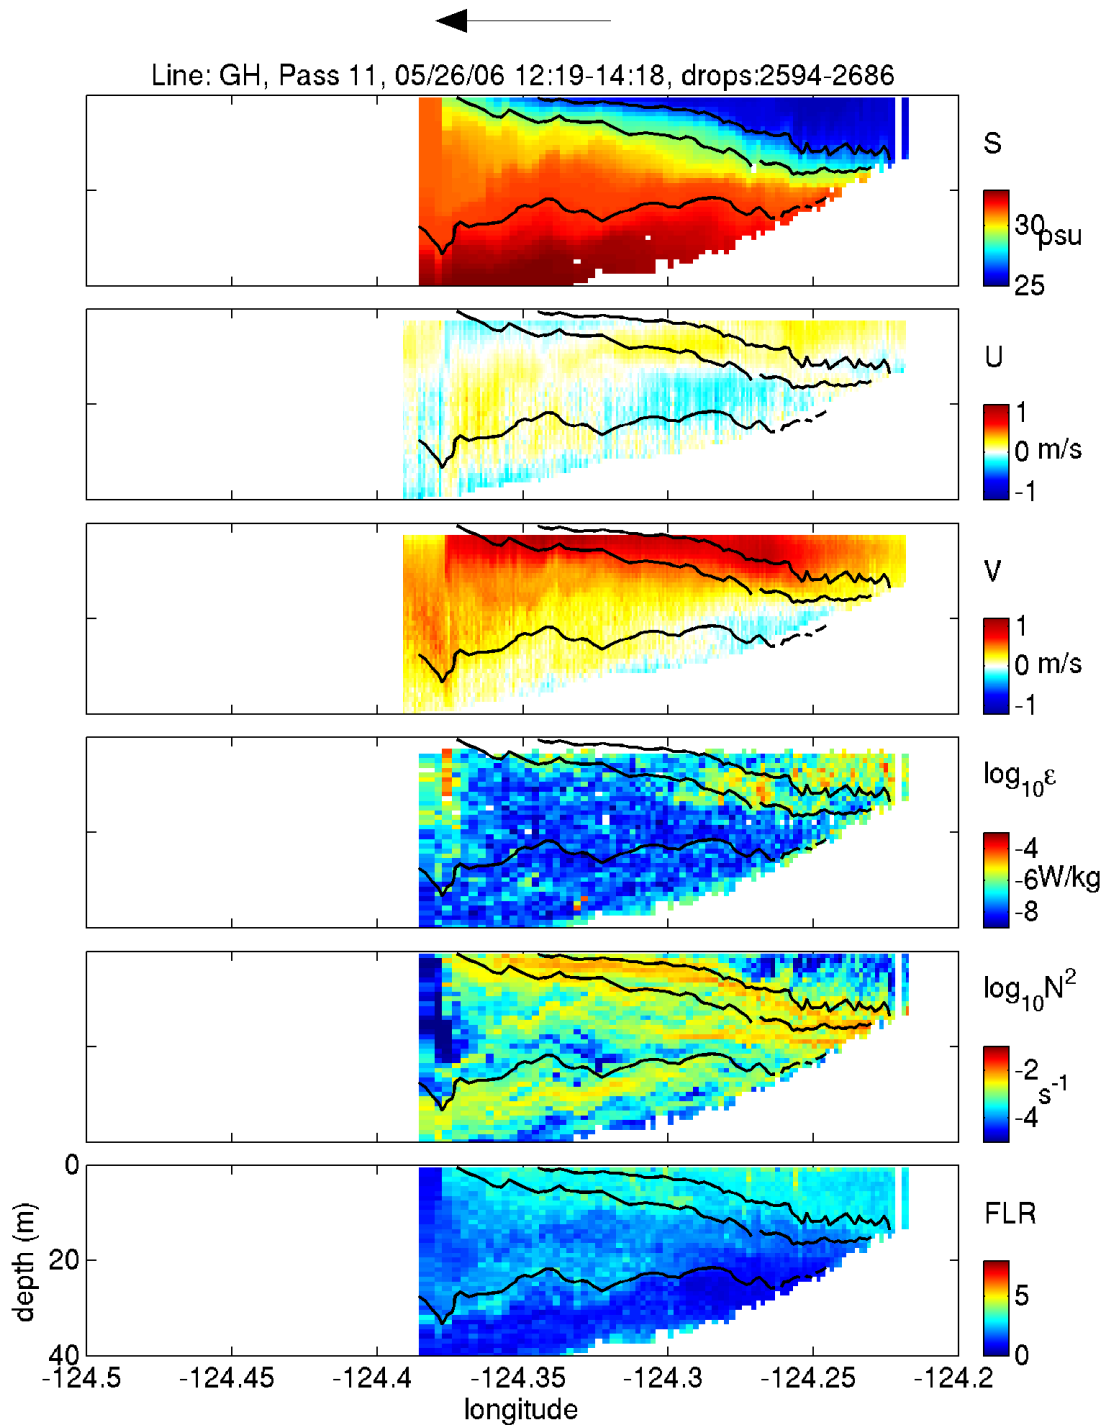 Line: GH, Pass 11, 05/26/06 12:19-14:18, drops:2594-2686
S
30
psu
25
U
1
0 m/s
-1
V
1
0 m/s
-1
log₁₀ε
-4
-6 W/kg
-8
log₁₀N²
-2
s⁻¹
-4
FLR
5
0
0
20
40
depth (m)
-124.5 -124.45 -124.4 -124.35 -124.3 -124.25 -124.2
longitude